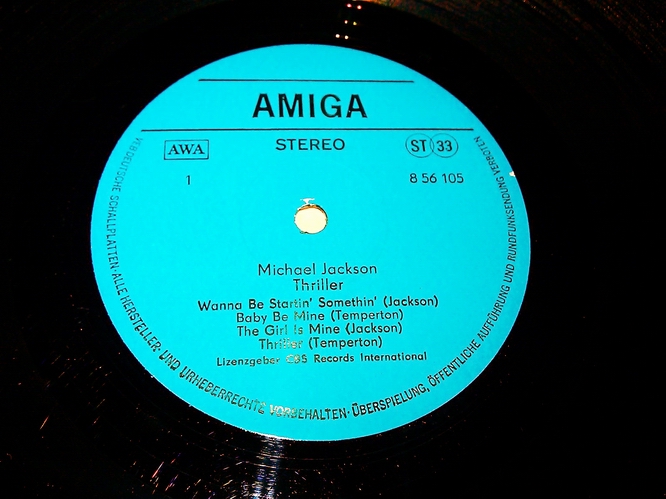 AMIGA
AWA
STEREO
ST 33
1
8 56 105
Michael Jackson
Thriller
Wanna Be Startin' Somethin' (Jackson)
Baby Be Mine (Temperton)
The Girl Is Mine (Jackson)
Thriller (Temperton)
Lizenzgeber CBS Records International
VEB DEUTSCHE SCHALLPLATTEN · ALLE HERSTELLER- UND URHEBERRECHTE VORBEHALTEN · ÜBERSPIELUNG, ÖFFENTLICHE AUFFÜHRUNG UND RUNDFUNKSENDUNG VERBOTEN